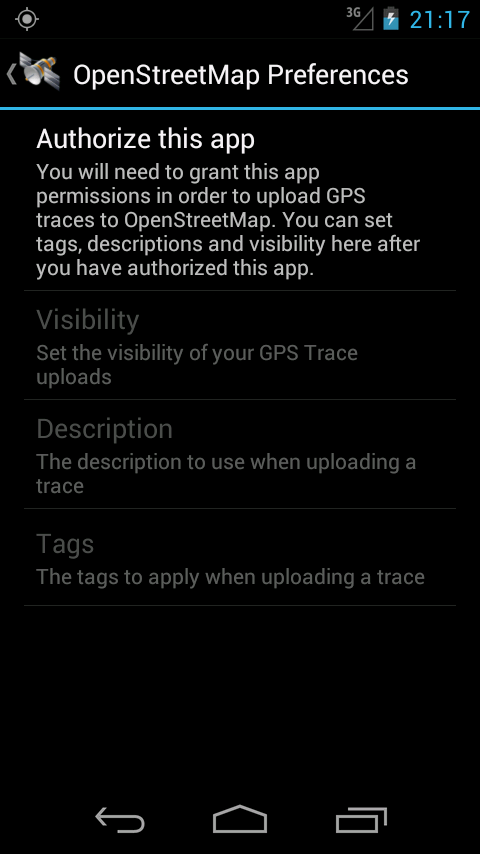 3G
21:17
OpenStreetMap Preferences
Authorize this app
You will need to grant this app
permissions in order to upload GPS
traces to OpenStreetMap. You can set
tags, descriptions and visibility here after
you have authorized this app.
Visibility
Set the visibility of your GPS Trace
uploads
Description
The description to use when uploading a
trace
Tags
The tags to apply when uploading a trace